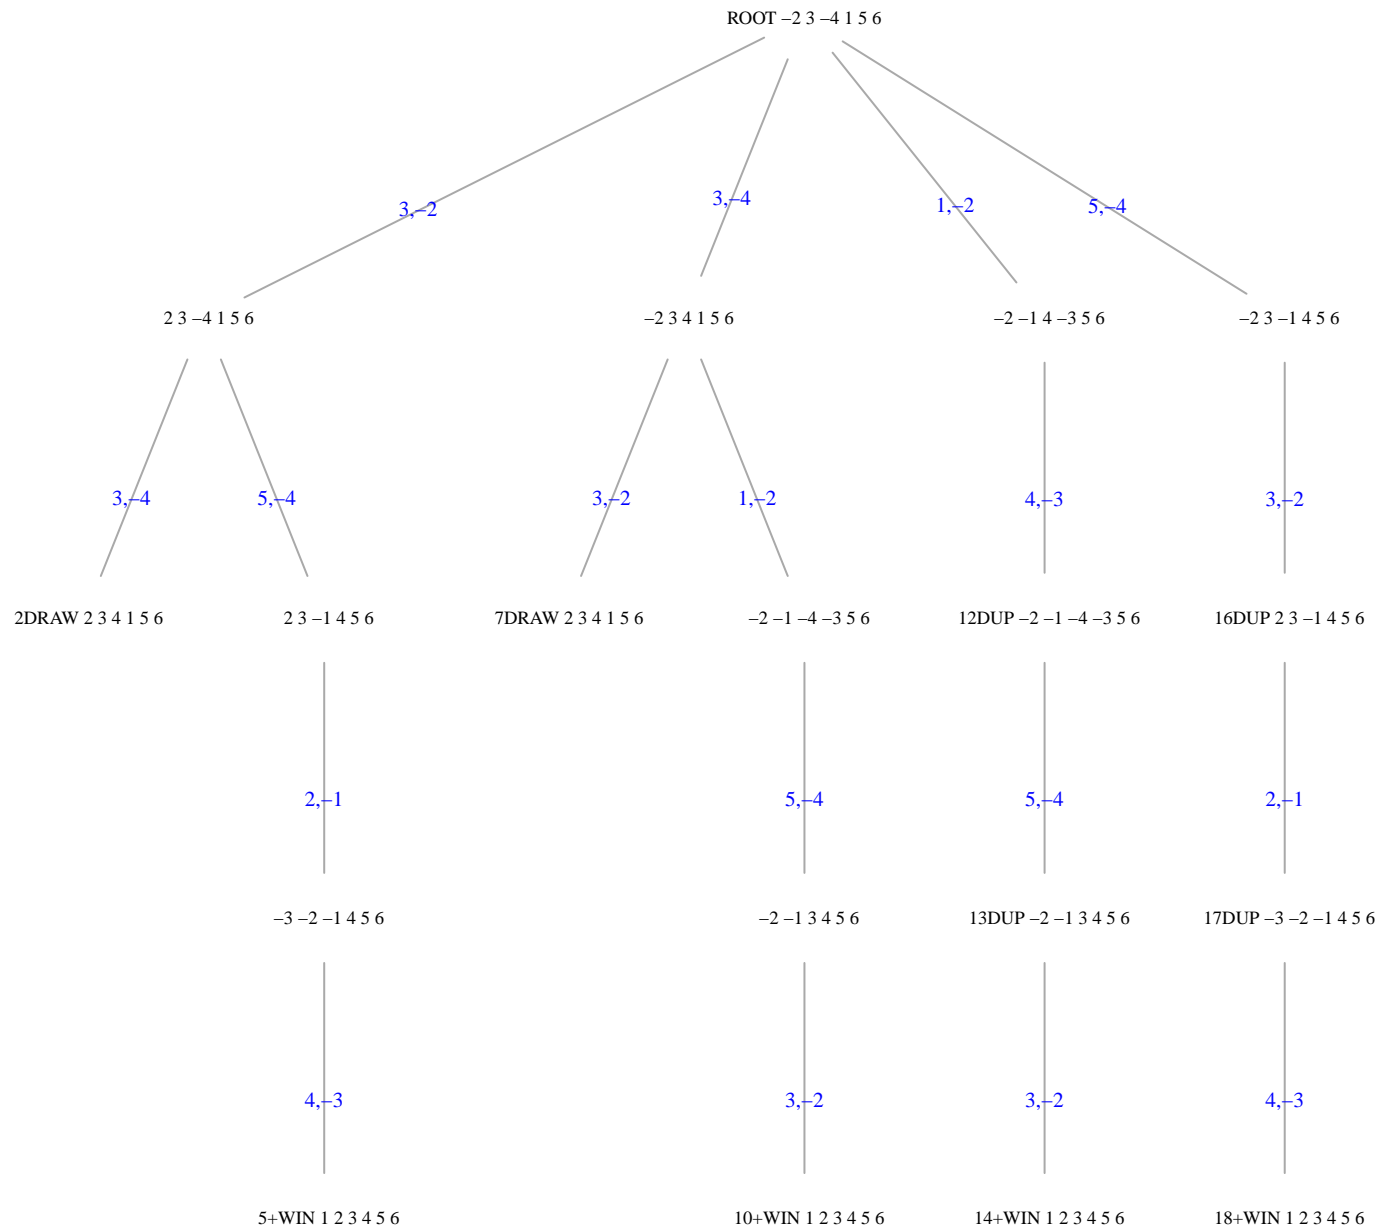 ROOT −2 3 −4 1 5 6
3,−2
3,−4
1,−2
5,−4
2 3 −4 1 5 6
−2 3 4 1 5 6
−2 −1 4 −3 5 6
−2 3 −1 4 5 6
3,−4
5,−4
3,−2
1,−2
4,−3
3,−2
2DRAW 2 3 4 1 5 6
2 3 −1 4 5 6
7DRAW 2 3 4 1 5 6
−2 −1 −4 −3 5 6
12DUP −2 −1 −4 −3 5 6
16DUP 2 3 −1 4 5 6
2,−1
5,−4
5,−4
2,−1
−3 −2 −1 4 5 6
−2 −1 3 4 5 6
13DUP −2 −1 3 4 5 6
17DUP −3 −2 −1 4 5 6
4,−3
3,−2
3,−2
4,−3
5+WIN 1 2 3 4 5 6
10+WIN 1 2 3 4 5 6
14+WIN 1 2 3 4 5 6
18+WIN 1 2 3 4 5 6